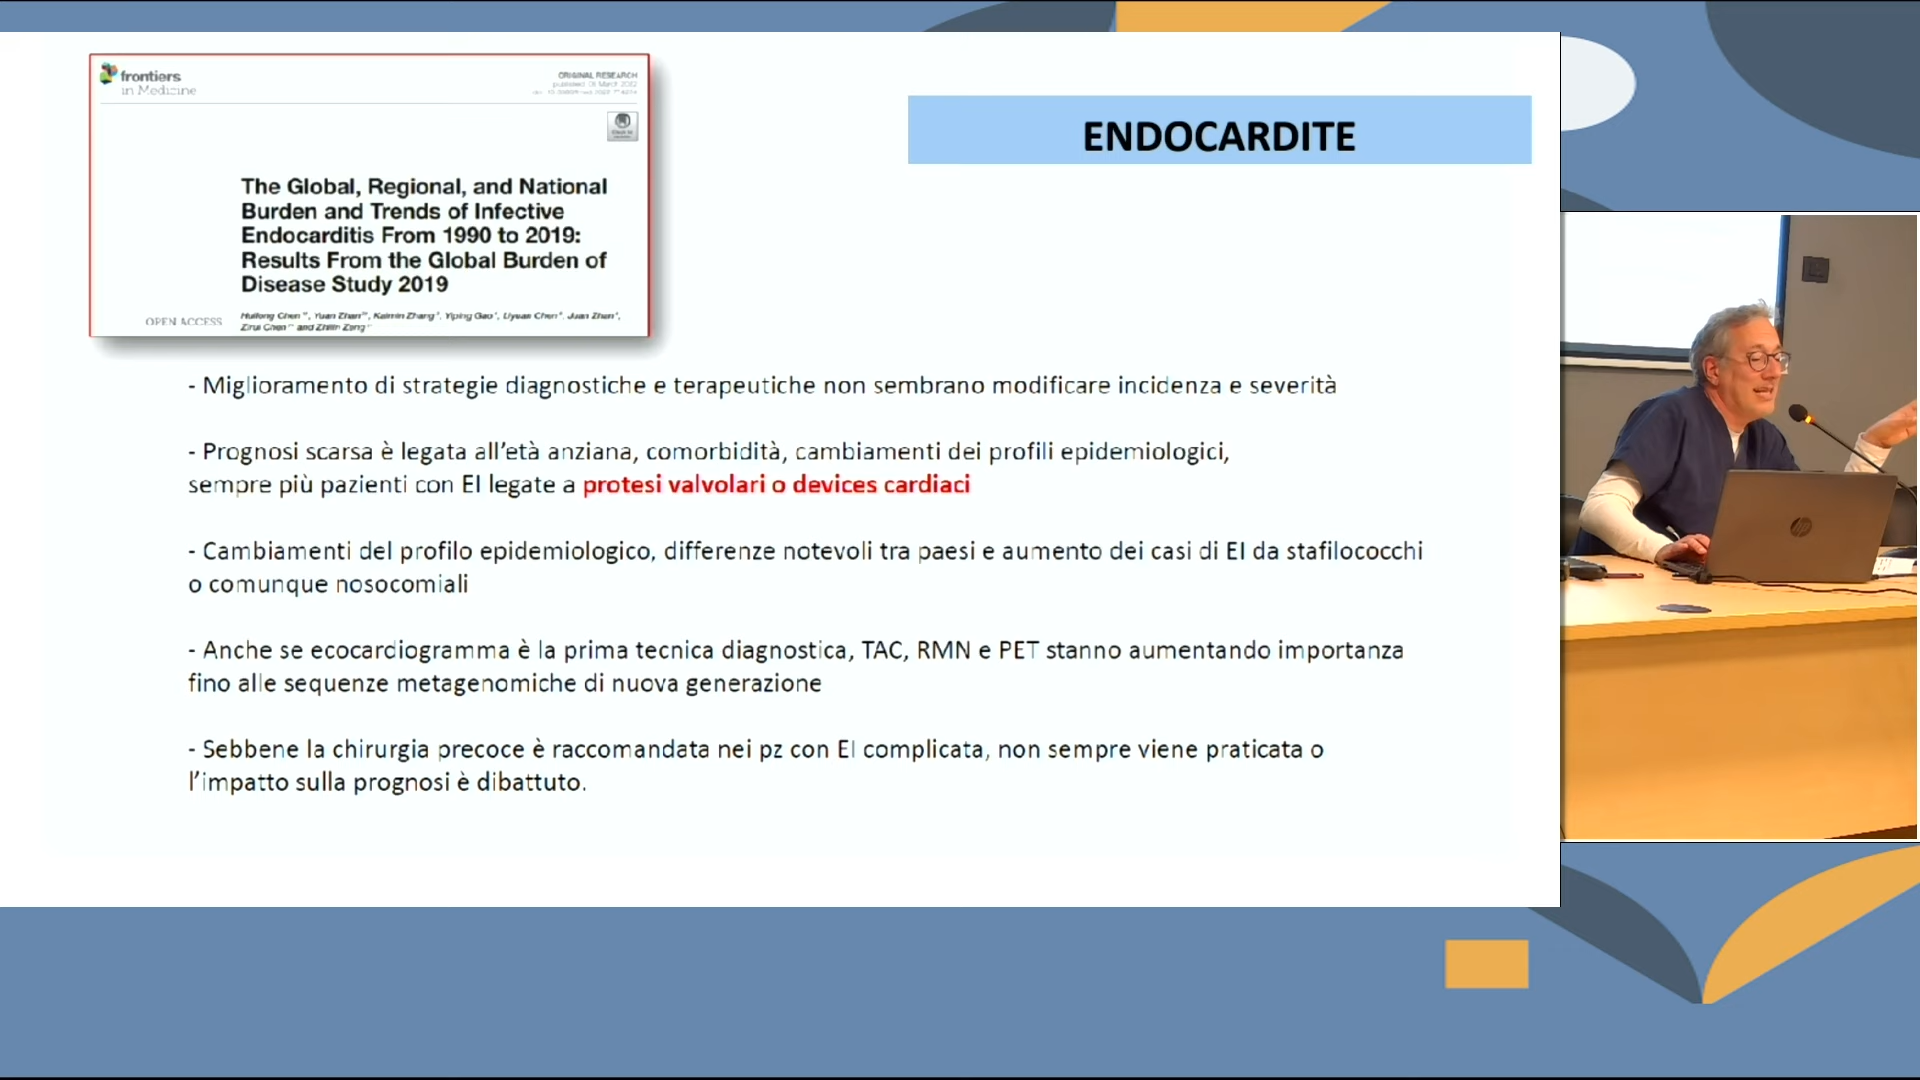 frontiers
in Medicine
ORIGINAL RESEARCH
The Global, Regional, and National
Burden and Trends of Infective
Endocarditis From 1990 to 2019:
Results From the Global Burden of
Disease Study 2019
OPEN ACCESS
ENDOCARDITE
- Miglioramento di strategie diagnostiche e terapeutiche non sembrano modificare incidenza e severità
- Prognosi scarsa è legata all’età anziana, comorbidità, cambiamenti dei profili epidemiologici,
sempre più pazienti con EI legate a protesi valvolari o devices cardiaci
- Cambiamenti del profilo epidemiologico, differenze notevoli tra paesi e aumento dei casi di EI da stafilococchi
o comunque nosocomiali
- Anche se ecocardiogramma è la prima tecnica diagnostica, TAC, RMN e PET stanno aumentando importanza
fino alle sequenze metagenomiche di nuova generazione
- Sebbene la chirurgia precoce è raccomandata nei pz con EI complicata, non sempre viene praticata o
l’impatto sulla prognosi è dibattuto.
hp